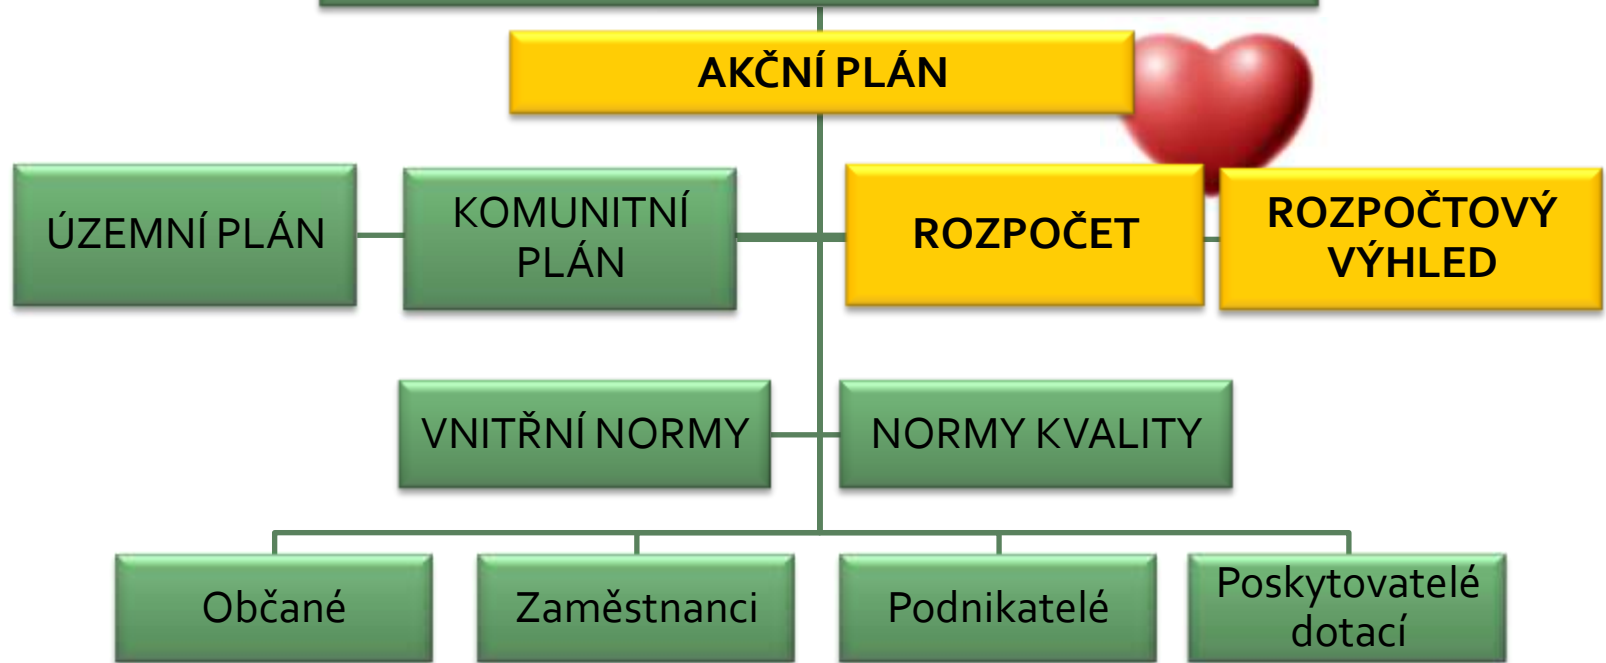 AKČNÍ PLÁN
ÚZEMNÍ PLÁN
KOMUNITNÍ
PLÁN
ROZPOČET
ROZPOČTOVÝ
VÝHLED
VNITŘNÍ NORMY
NORMY KVALITY
Občané
Zaměstnanci
Podnikatelé
Poskytovatelé
dotací